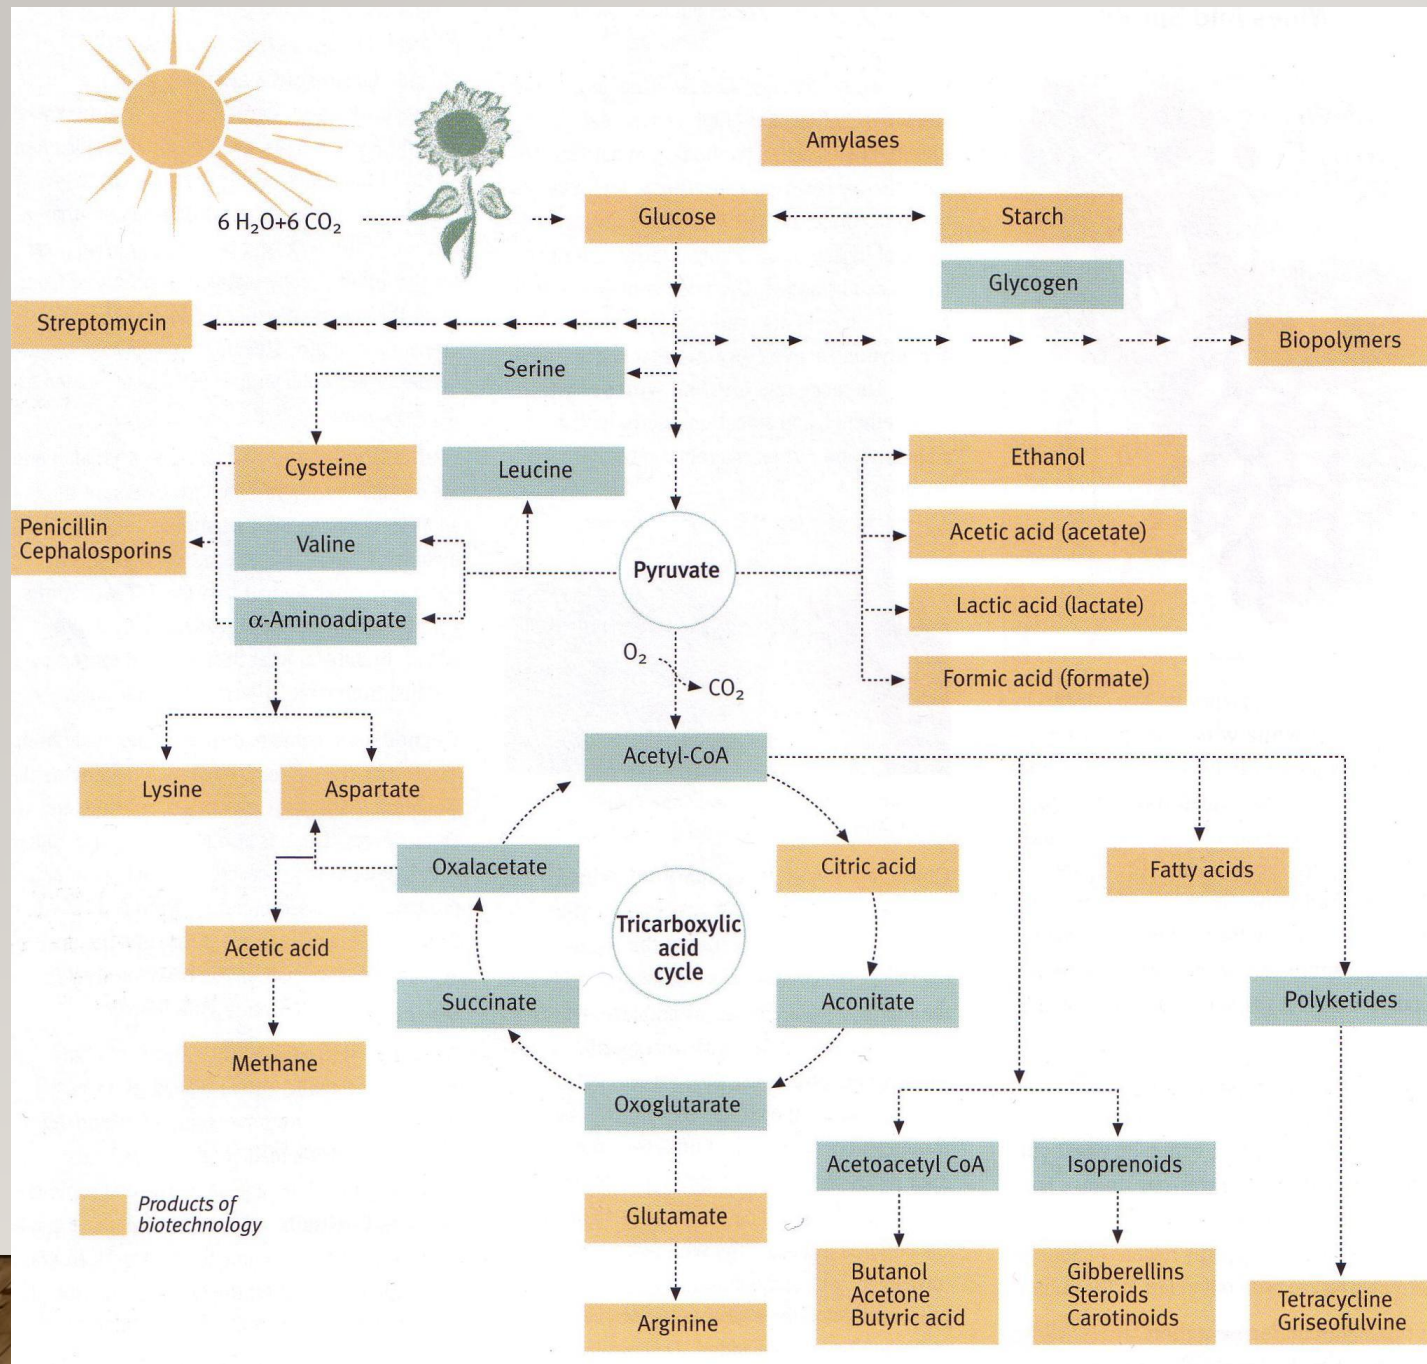 Amylases
6 H₂O+6 CO₂
Glucose
Starch
Glycogen
Streptomycin
Biopolymers
Serine
Cysteine
Leucine
Ethanol
Penicillin
Cephalosporins
Valine
Pyruvate
Acetic acid (acetate)
α-Aminoadipate
Lactic acid (lactate)
O₂
CO₂
Formic acid (formate)
Acetyl-CoA
Lysine
Aspartate
Oxalacetate
Citric acid
Fatty acids
Tricarboxylic
acid
cycle
Acetic acid
Succinate
Aconitate
Polyketides
Methane
Oxoglutarate
Acetoacetyl CoA
Isoprenoids
Products of
biotechnology
Glutamate
Butanol
Acetone
Butyric acid
Gibberellins
Steroids
Carotinoids
Tetracycline
Griseofulvine
Arginine